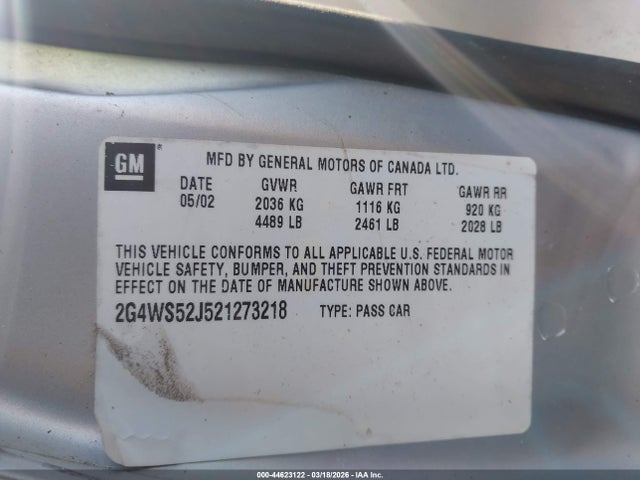 GM
MFD BY GENERAL MOTORS OF CANADA LTD.
DATE GVWR GAWR FRT GAWR RR
05/02 2036 KG 1116 KG 920 KG
4489 LB 2461 LB 2028 LB
THIS VEHICLE CONFORMS TO ALL APPLICABLE U.S. FEDERAL MOTOR
VEHICLE SAFETY, BUMPER, AND THEFT PREVENTION STANDARDS IN
EFFECT ON THE DATE OF MANUFACTURE SHOWN ABOVE.
2G4WS52J521273218 TYPE: PASS CAR
000-44623122 - 03/18/2026 - IAA Inc.